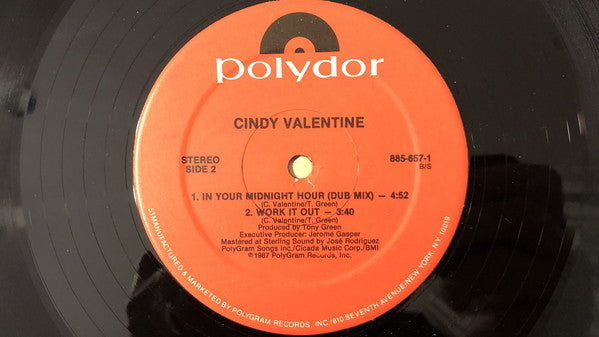 polydor
CINDY VALENTINE
STEREO
SIDE 2
885-657-1
B/S
1. IN YOUR MIDNIGHT HOUR (DUB MIX) — 4:52
(C. Valentine/T. Green)
2. WORK IT OUT — 3:40
(C. Valentine/T. Green)
Produced by Tony Green
Executive Producer: Jerome Gasper
Mastered at Sterling Sound by José Rodriguez
PolyGram Songs Inc./Cicada Music Corp./BMI
℗1987 PolyGram Records, Inc.
MANUFACTURED & MARKETED BY POLYGRAM RECORDS, INC 810 SEVENTH AVENUE/NEW YORK, NY 10019